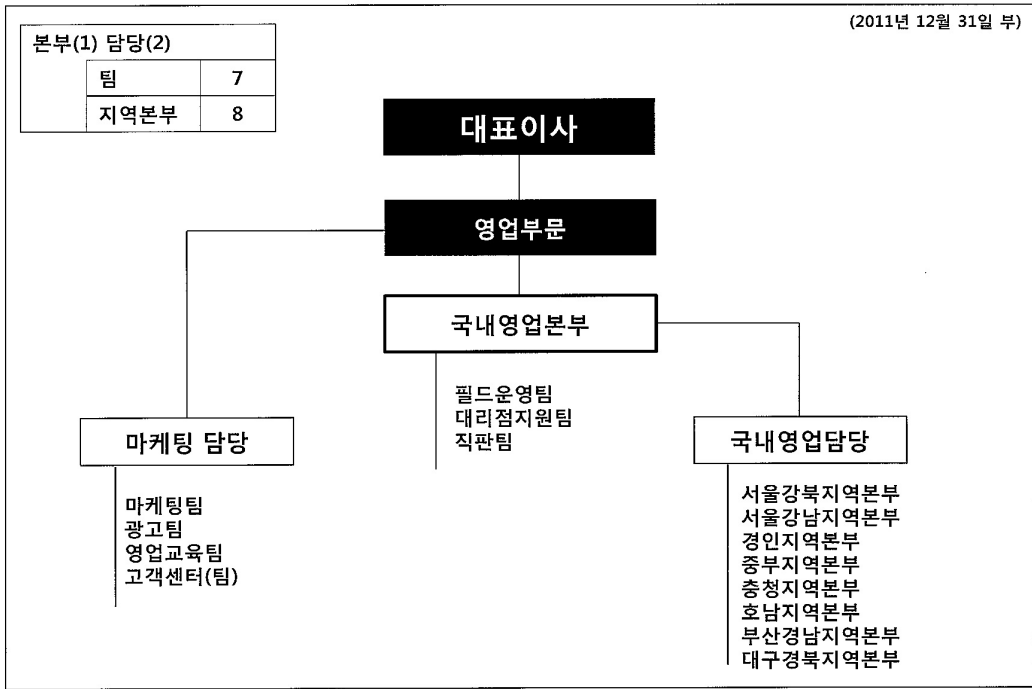 (2011년 12월 31일 부)
본부(1) 담당(2)
팀 7
지역본부 8
대표이사
영업부문
국내영업본부
필드운영팀
대리점지원팀
직판팀
마케팅 담당
마케팅팀
광고팀
영업교육팀
고객센터(팀)
국내영업담당
서울강북지역본부
서울강남지역본부
경인지역본부
중부지역본부
충청지역본부
호남지역본부
부산경남지역본부
대구경북지역본부